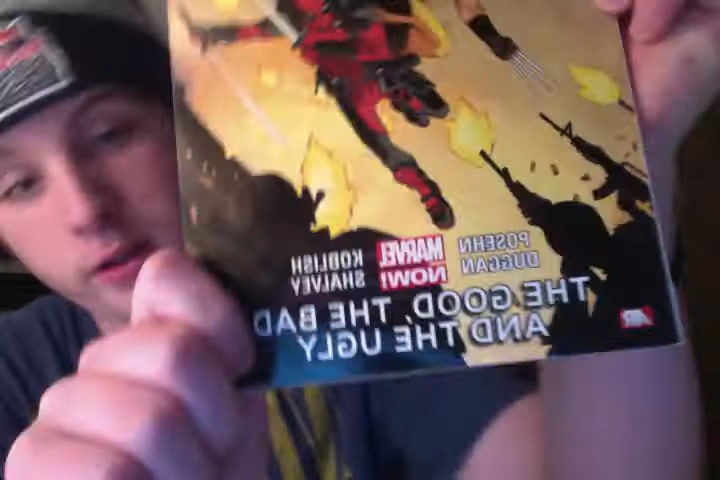 POSEHN
DUGGAN
MARVEL
NOW!
KOBLISH
SHALVEY
THE GOOD, THE BAD
AND THE UGLY